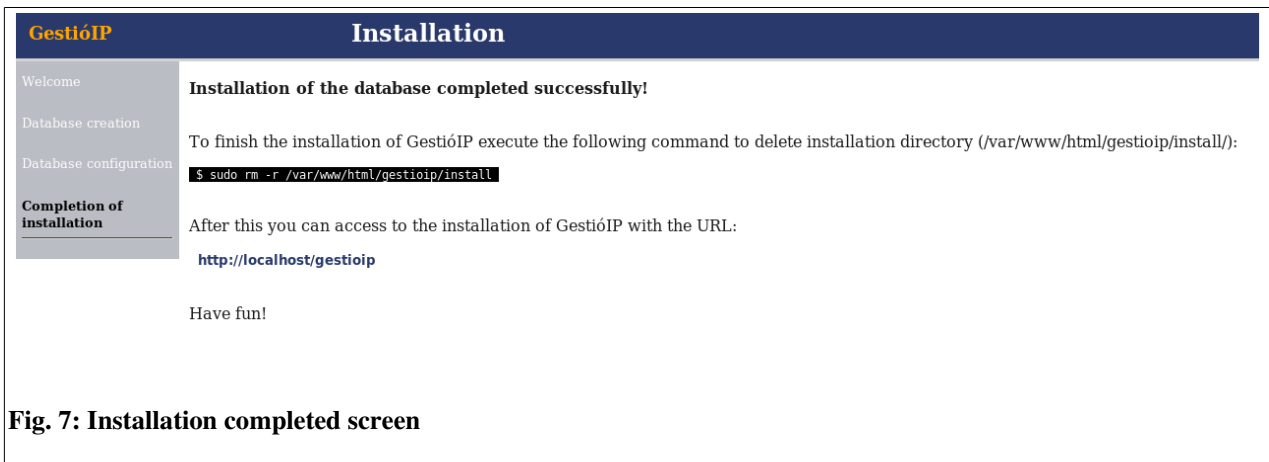 GestióIP
Installation
Welcome
Database creation
Database configuration
Completion of
installation
Installation of the database completed successfully!
To finish the installation of GestióIP execute the following command to delete installation directory (/var/www/html/gestioip/install/):
$ sudo rm -r /var/www/html/gestioip/install
After this you can access to the installation of GestióIP with the URL:
http://localhost/gestioip
Have fun!
Fig. 7: Installation completed screen